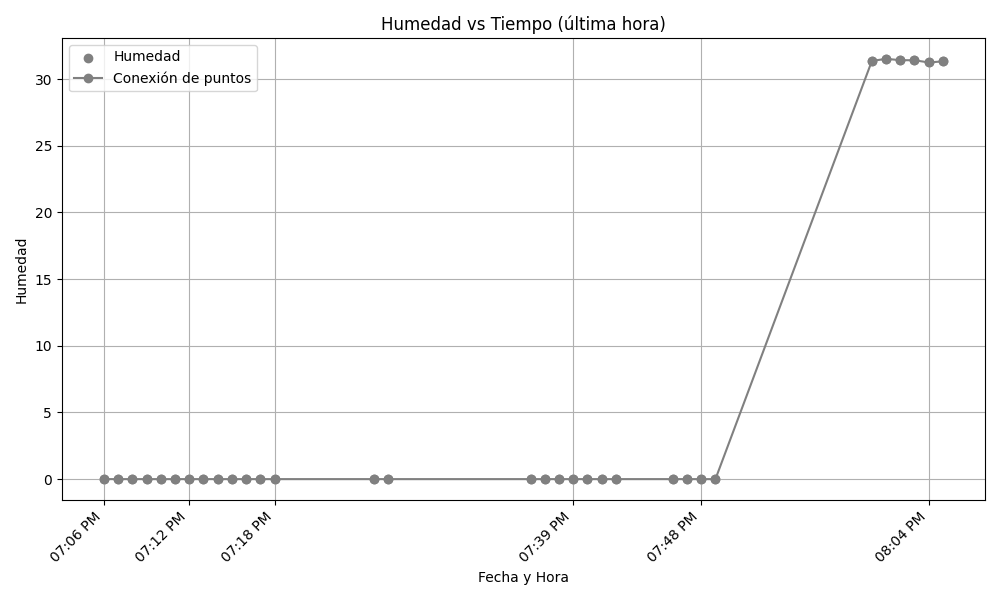 Humedad vs Tiempo (última hora)
Humedad
Conexión de puntos
30
25
20
15
10
5
0
Humedad
07:06 PM
07:12 PM
07:18 PM
07:39 PM
07:48 PM
08:04 PM
Fecha y Hora